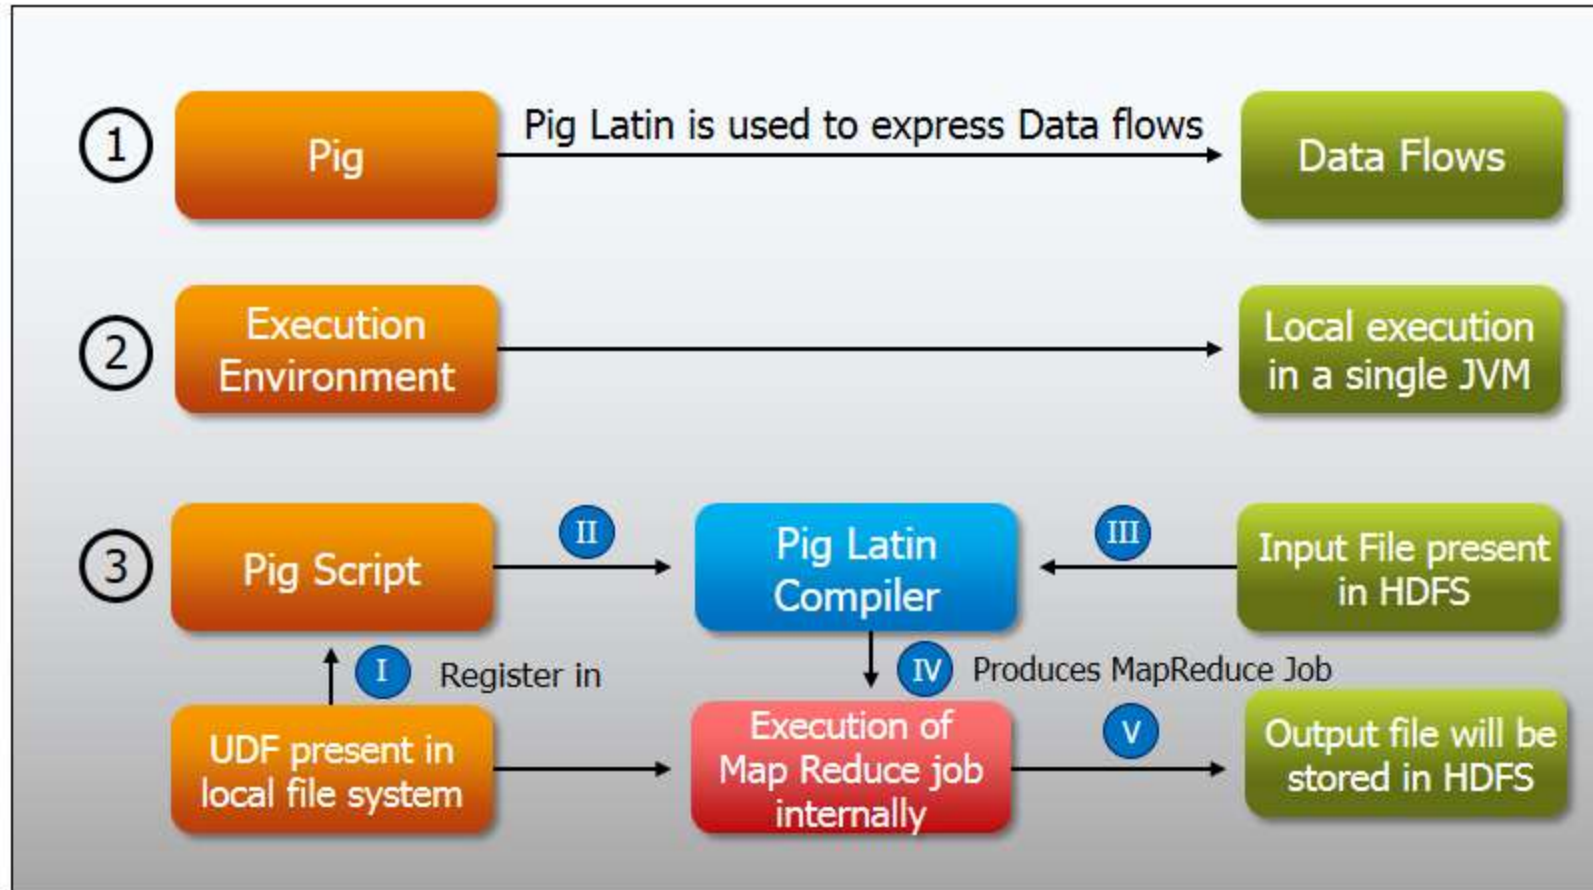 1
Pig
Pig Latin is used to express Data flows
Data Flows
2
Execution
Environment
Local execution
in a single JVM
3
Pig Script
II
Pig Latin
Compiler
III
Input File present
in HDFS
I
Register in
IV
Produces MapReduce Job
UDF present in
local file system
Execution of
Map Reduce job
internally
V
Output file will be
stored in HDFS